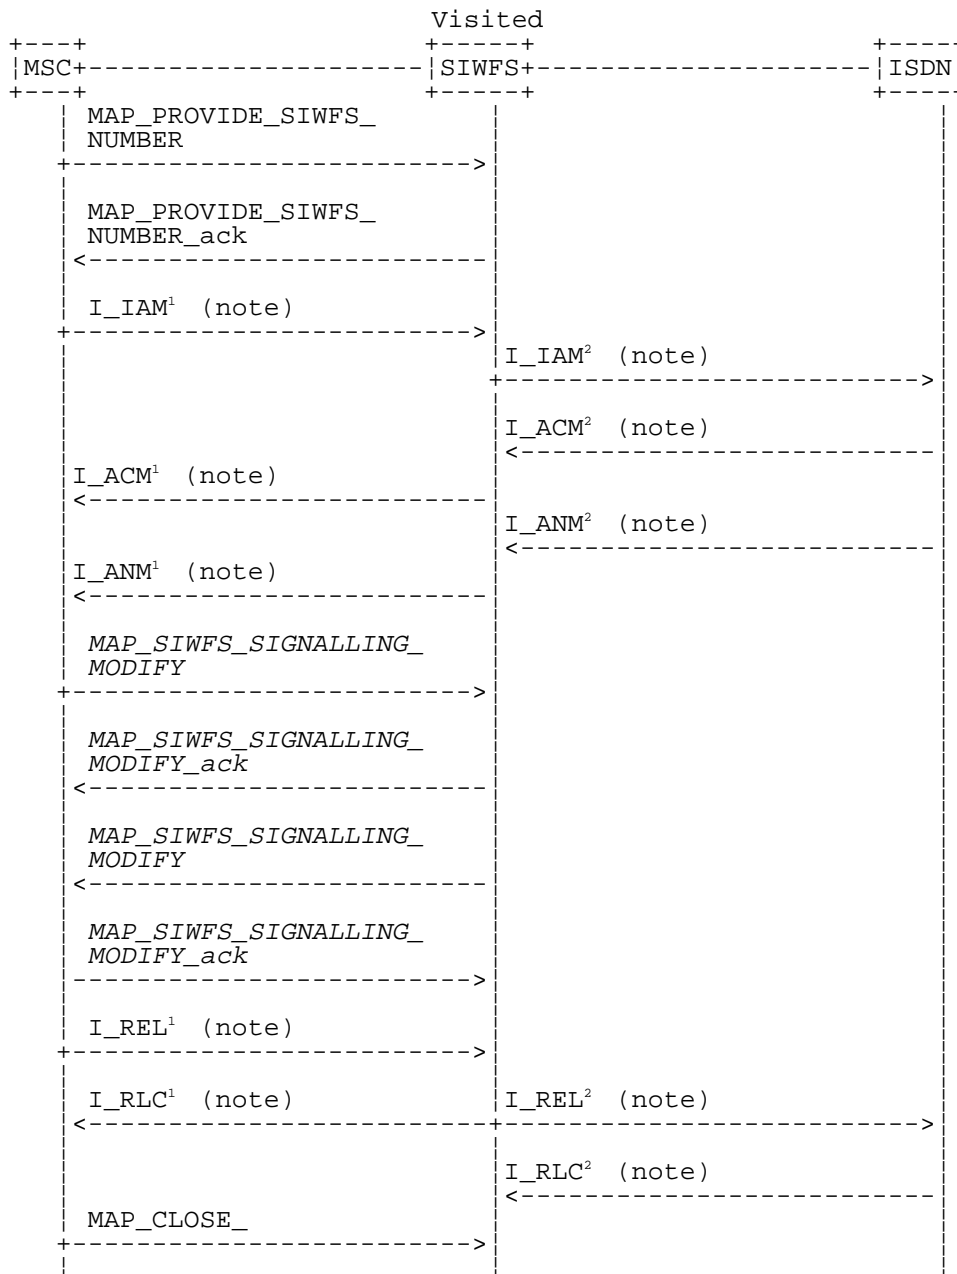 Visited
MSC SIWFS ISDN
MAP_PROVIDE_SIWFS_
NUMBER
MAP_PROVIDE_SIWFS_
NUMBER_ack
I_IAM¹ (note)
I_IAM² (note)
I_ACM² (note)
I_ACM¹ (note)
I_ANM² (note)
I_ANM¹ (note)
MAP_SIWFS_SIGNALLING_
MODIFY
MAP_SIWFS_SIGNALLING_
MODIFY_ack
MAP_SIWFS_SIGNALLING_
MODIFY
MAP_SIWFS_SIGNALLING_
MODIFY_ack
I_REL¹ (note)
I_RLC¹ (note) I_REL² (note)
I_RLC² (note)
MAP_CLOSE_